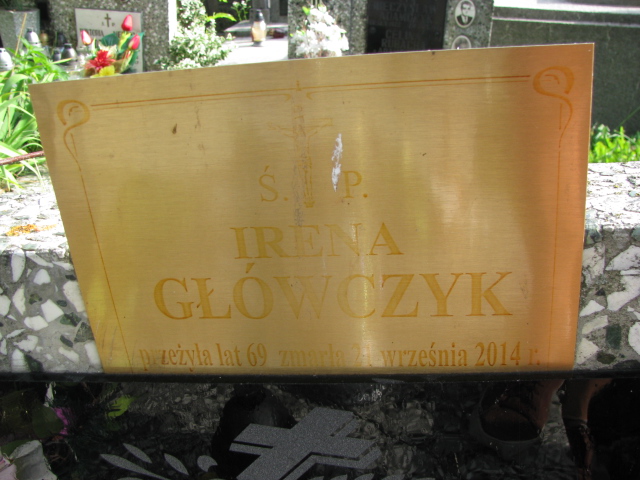 Ś. P.
IRENA
GŁÓWCZYK
przeżyła lat 69 zmarła września 2014 r.